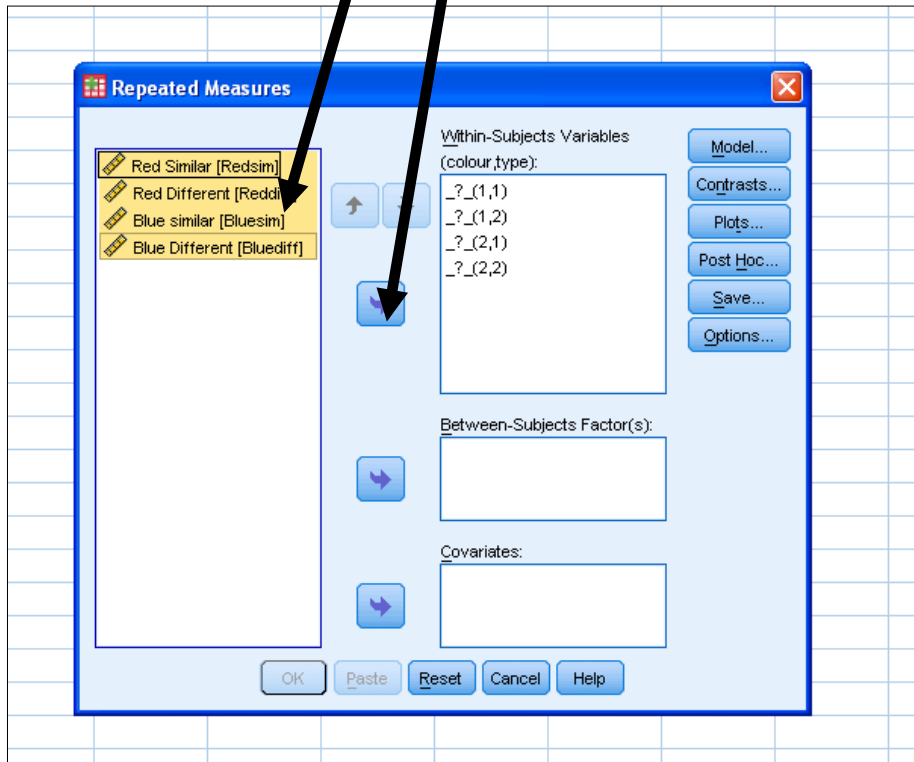 Repeated Measures
Red Similar [Redsim]
Red Different
Blue similar [Bluesim]
Blue Different [Bluediff]
Within-Subjects Variables
(colour,type):
_?_(1,1)
_?_(1,2)
_?_(2,1)
_?_(2,2)
Between-Subjects Factor(s):
Covariates:
Model...
Contrasts...
Plots...
Post Hoc...
Save...
Options...
OK
Paste
Reset
Cancel
Help